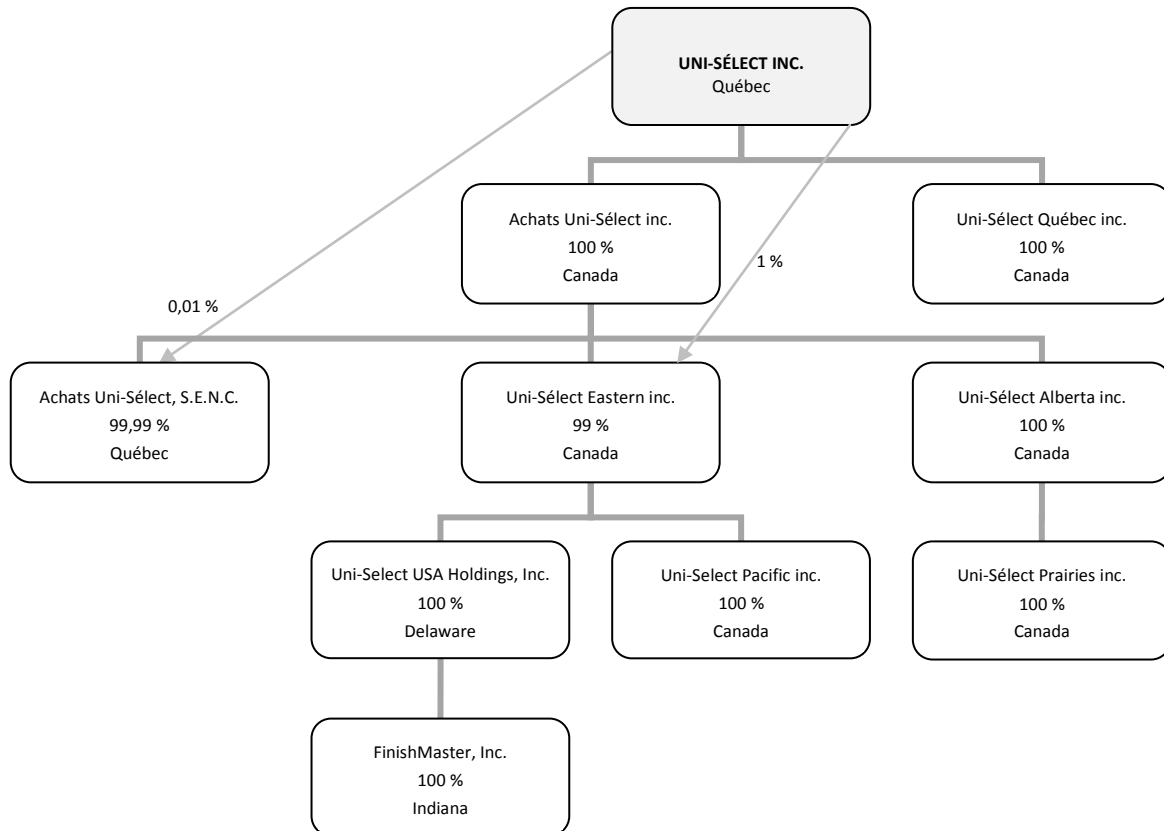 UNI-SÉLECT INC.
Québec
Achats Uni-Sélect inc.
100 %
Canada
Uni-Sélect Québec inc.
100 %
Canada
1 %
0,01 %
Achats Uni-Sélect, S.E.N.C.
99,99 %
Québec
Uni-Sélect Eastern inc.
99 %
Canada
Uni-Sélect Alberta inc.
100 %
Canada
Uni-Select USA Holdings, Inc.
100 %
Delaware
Uni-Select Pacific inc.
100 %
Canada
Uni-Sélect Prairies inc.
100 %
Canada
FinishMaster, Inc.
100 %
Indiana